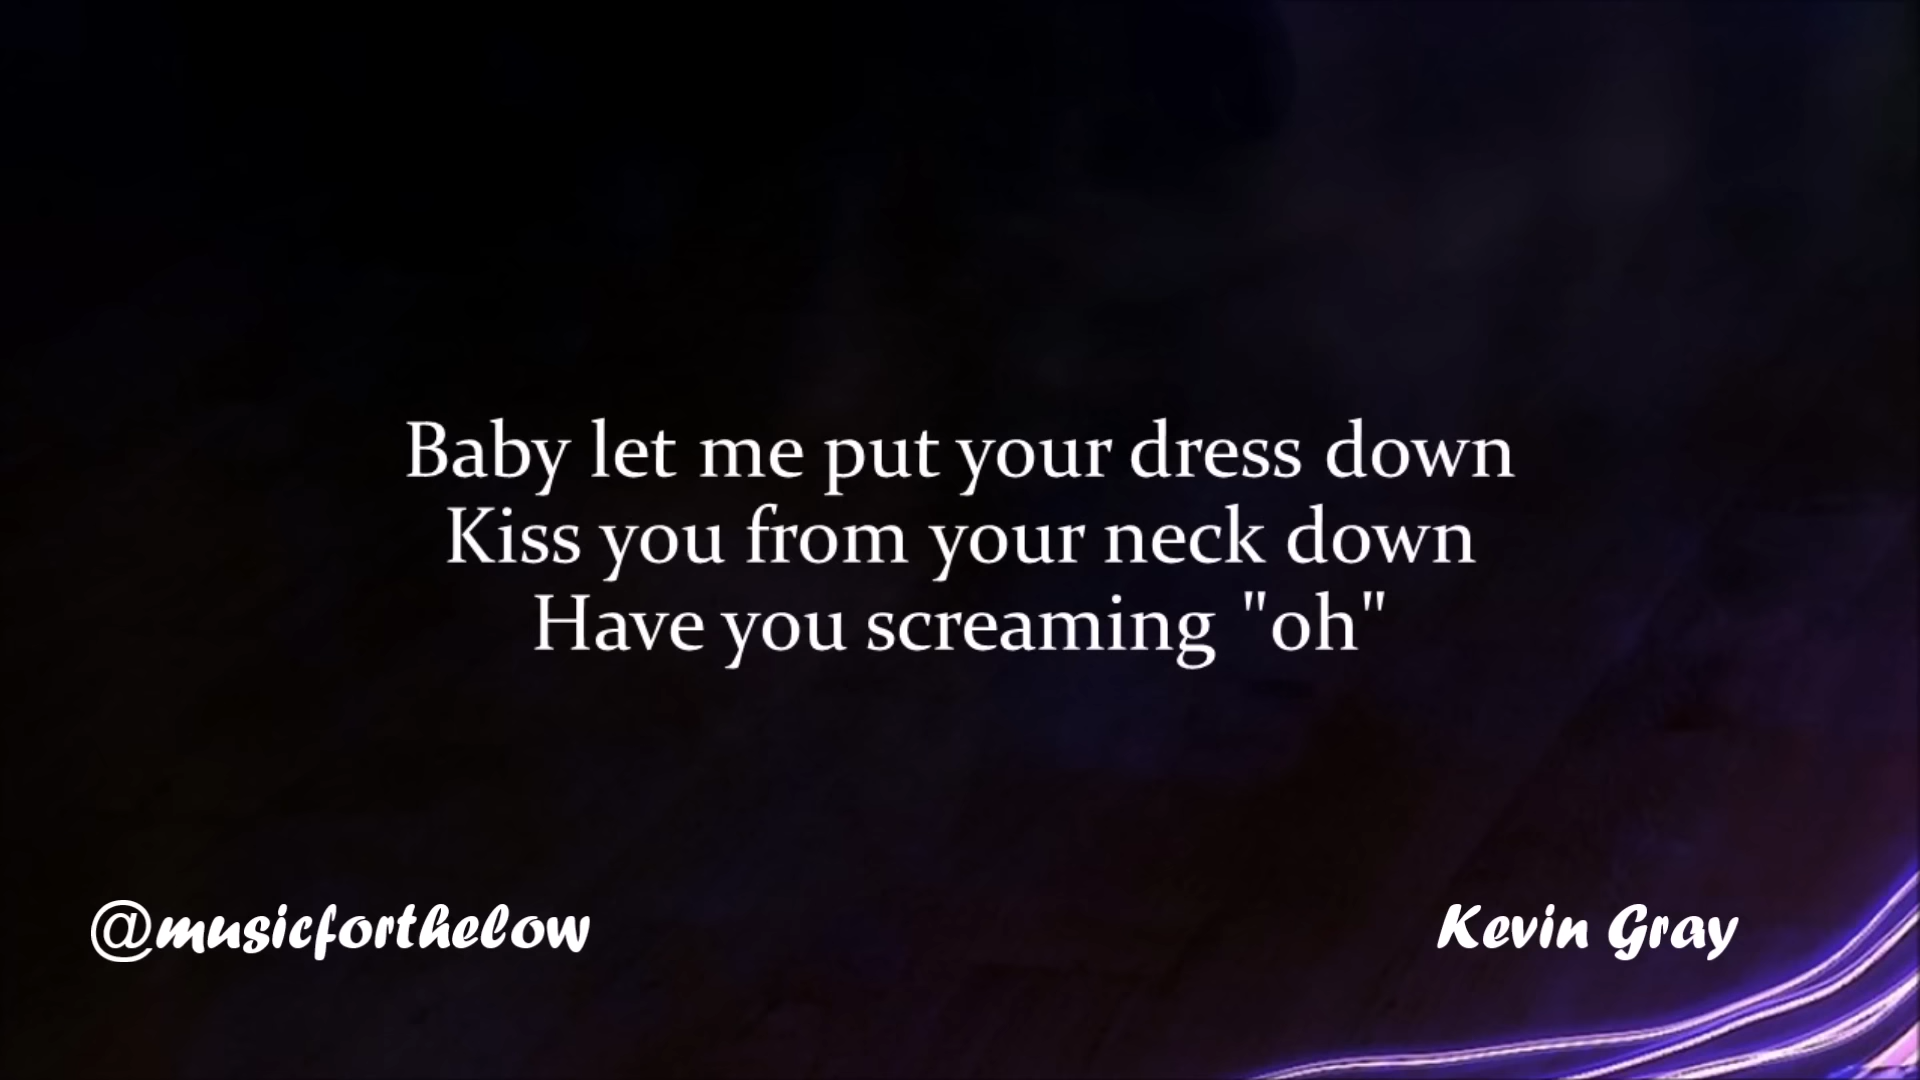 Baby let me put your dress down
Kiss you from your neck down
Have you screaming "oh"
@musicforthelow
Kevin Gray